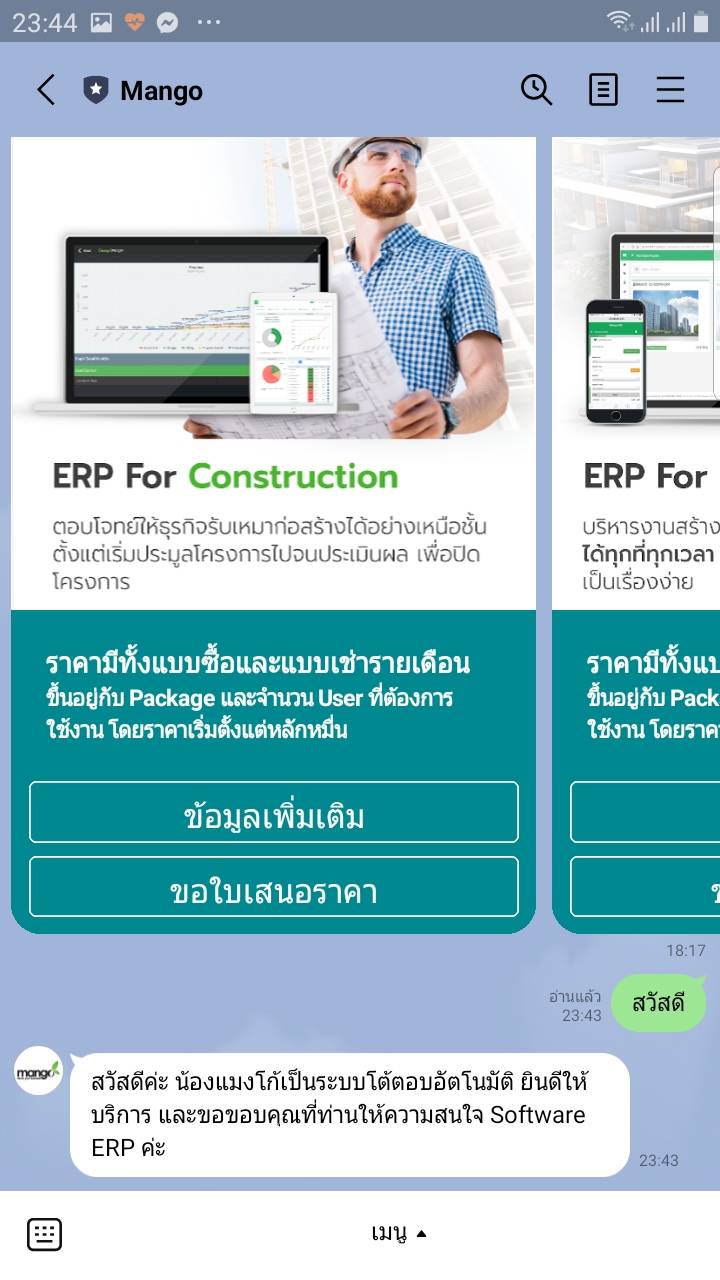 23:44
Mango
ERP For Construction
ตอบโจทย์ให้ธุรกิจรับเหมาก่อสร้างได้อย่างเหนือชั้น
ตั้งแต่เริ่มประมูลโครงการไปจนประเมินผล เพื่อปิด
โครงการ
ราคามีทั้งแบบซื้อและแบบเช่ารายเดือน
ขึ้นอยู่กับ Package และจำนวน User ที่ต้องการ
ใช้งาน โดยราคาเริ่มตั้งแต่หลักหมื่น
ข้อมูลเพิ่มเติม
ขอใบเสนอราคา
ERP For
บริหารงานสร้าง
ได้ทุกที่ทุกเวลา
เป็นเรื่องง่าย
ราคามีทั้งแบ
ขึ้นอยู่กับ Pack
ใช้งาน โดยราค
18:17
อ่านแล้ว
23:43
สวัสดี
mango
สวัสดีค่ะ น้องแมงโก้เป็นระบบโต้ตอบอัตโนมัติ ยินดีให้
บริการ และขอขอบคุณที่ท่านให้ความสนใจ Software
ERP ค่ะ
23:43
เมนู